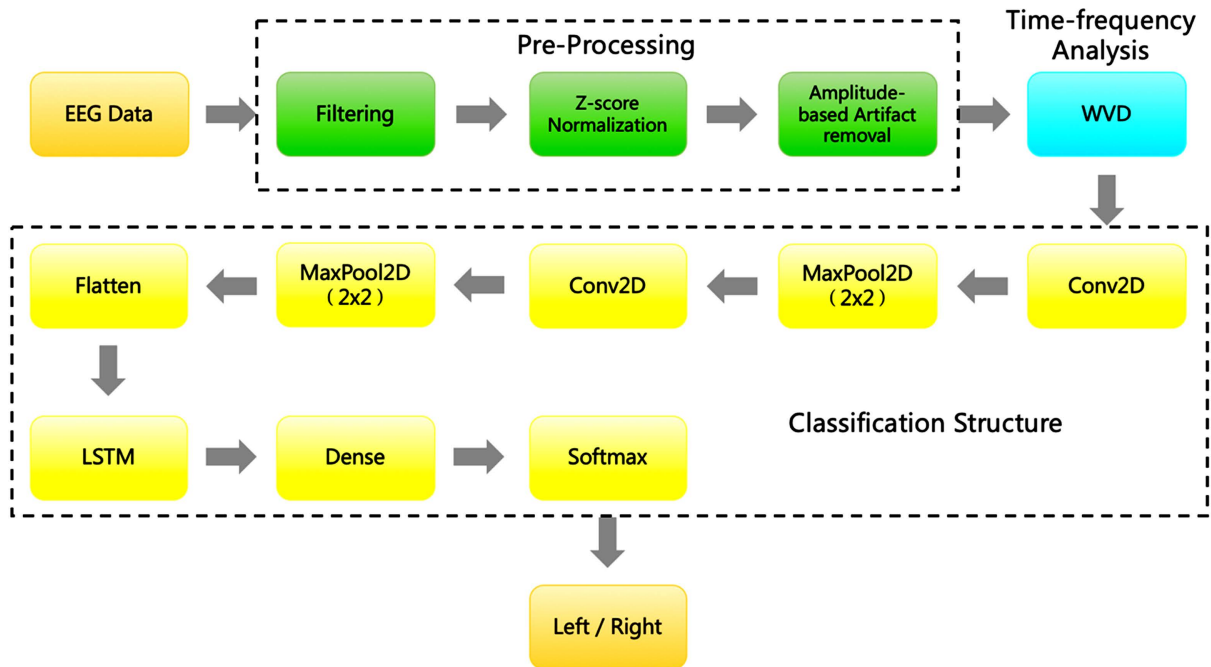 Pre-Processing
Time-frequency
Analysis
EEG Data
Filtering
Z-score
Normalization
Amplitude-
based Artifact
removal
WVD
Flatten
MaxPool2D
( 2x2 )
Conv2D
MaxPool2D
( 2x2 )
Conv2D
LSTM
Dense
Softmax
Classification Structure
Left / Right